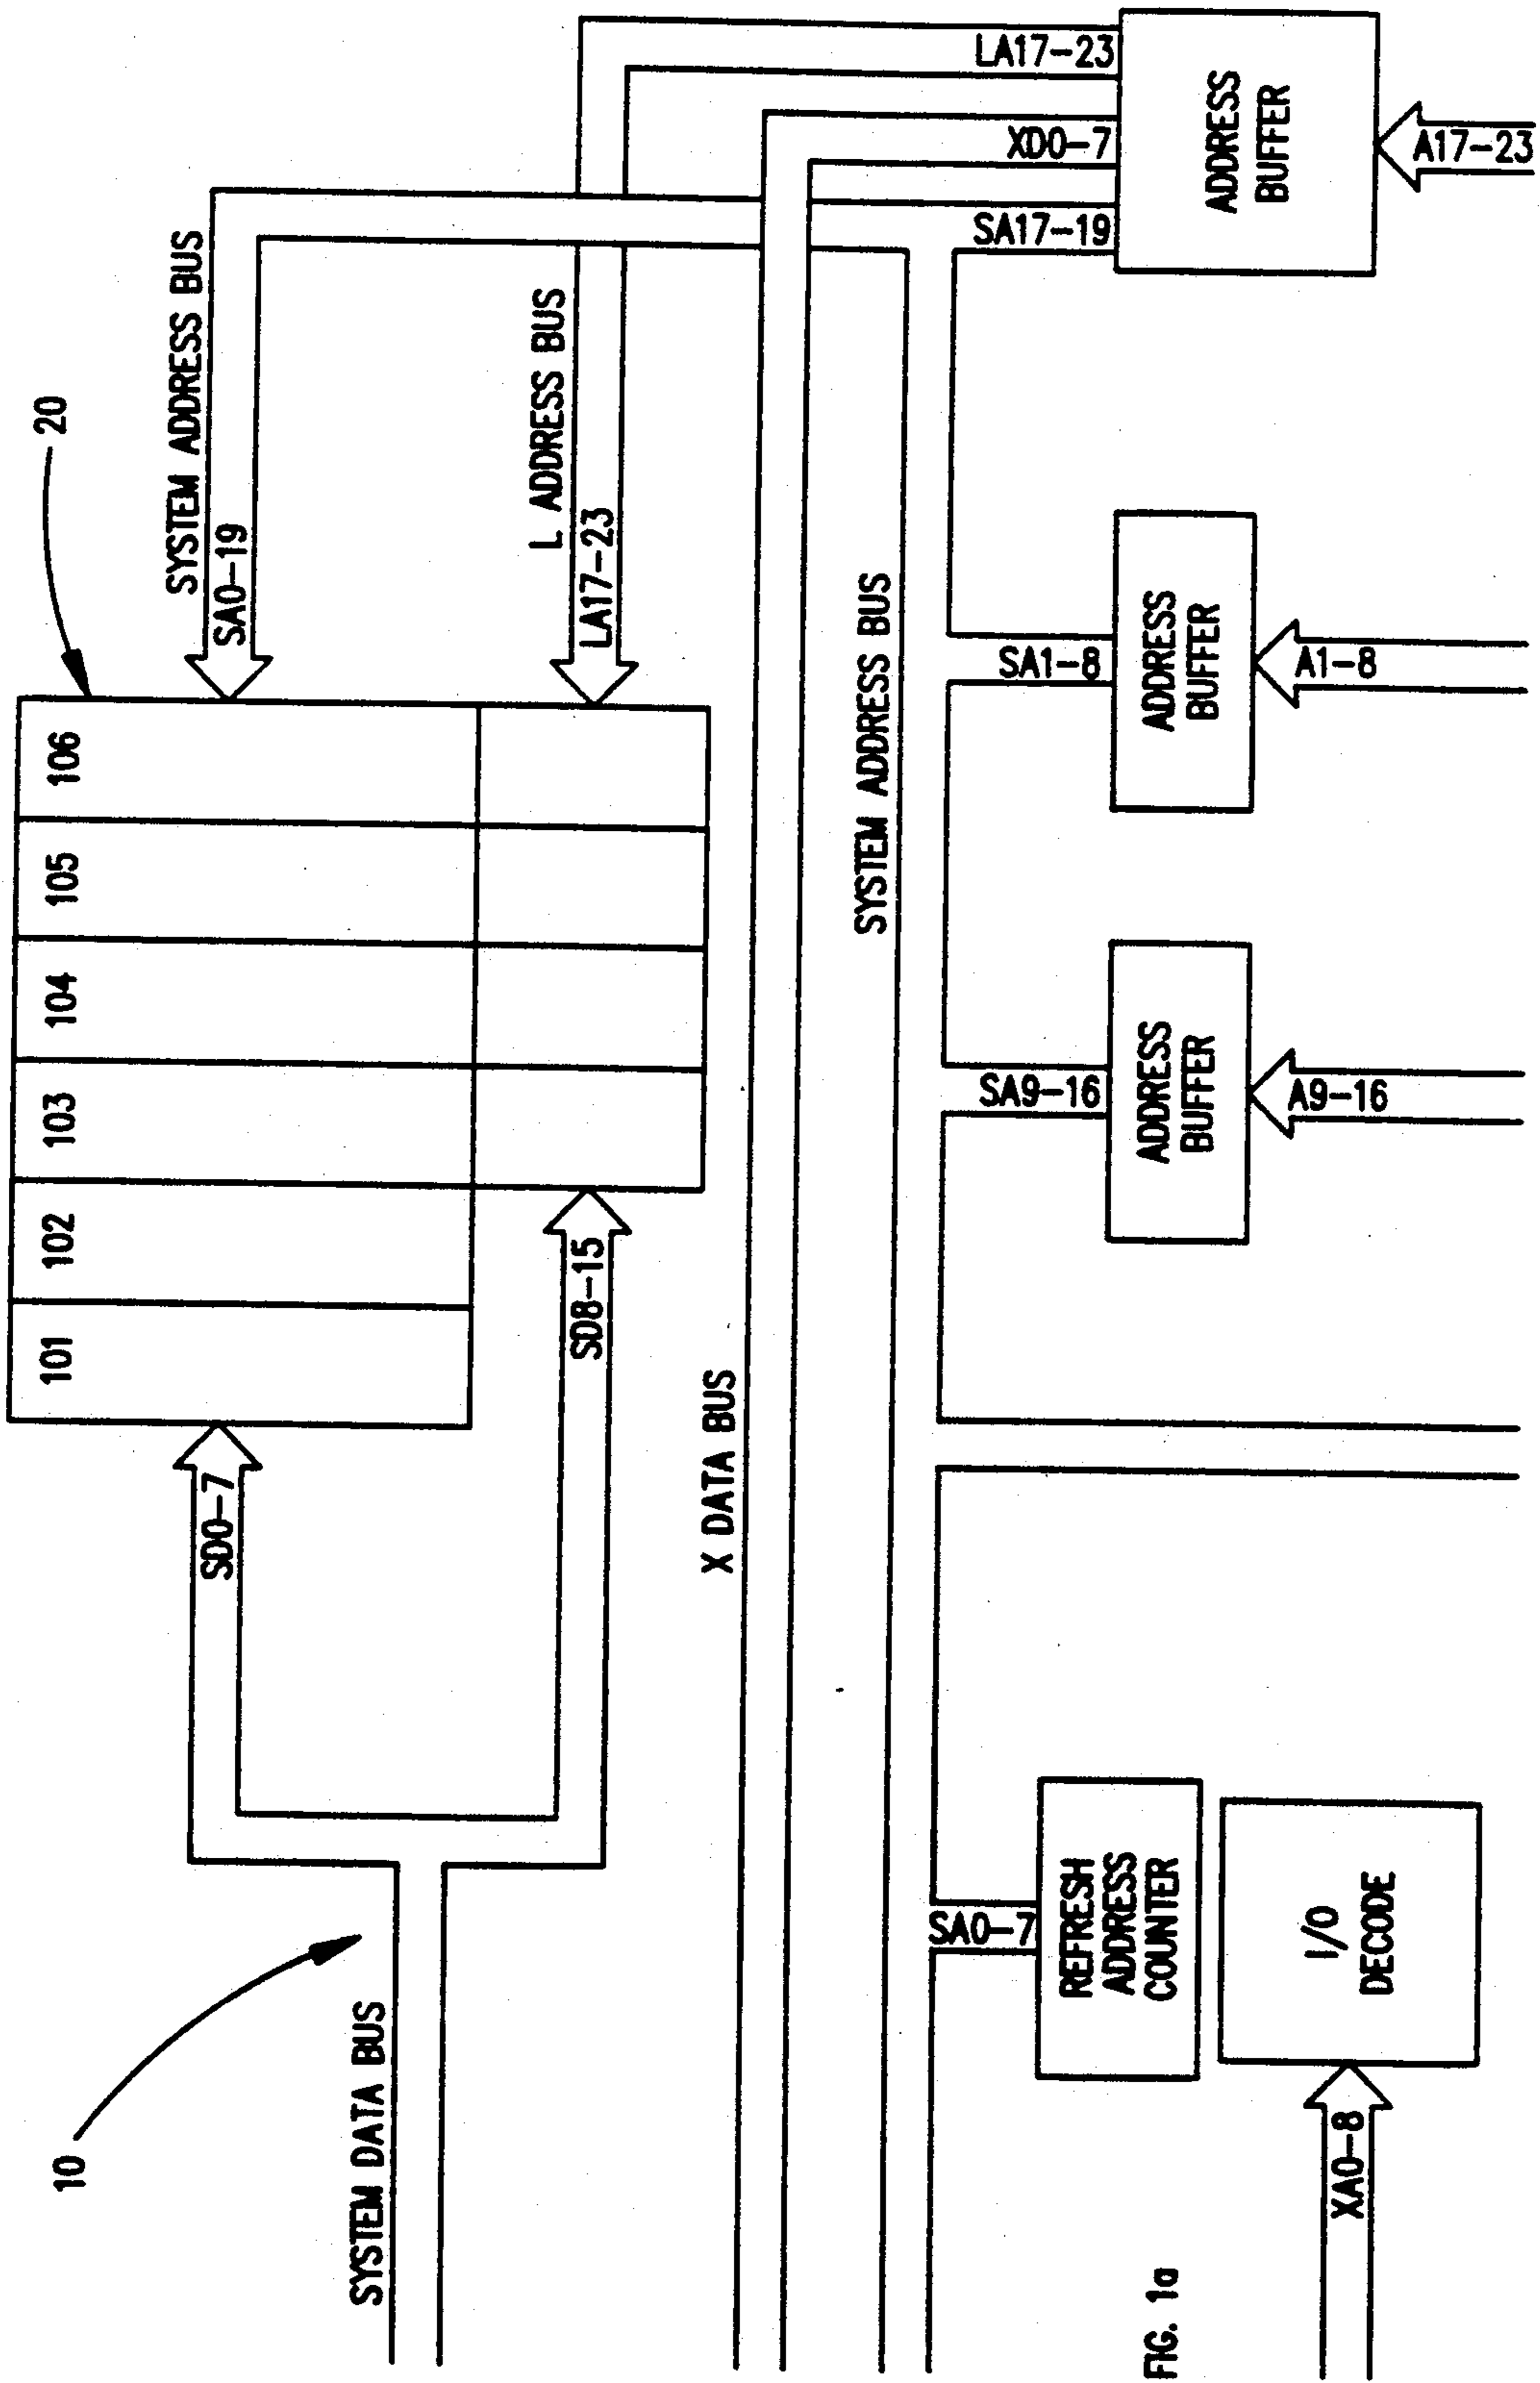 10
SYSTEM DATA BUS
SD0-7
SD8-15
101
102
103
104
105
106
20
SYSTEM ADDRESS BUS
SA0-19
L ADDRESS BUS
LA17-23
X DATA BUS
SYSTEM ADDRESS BUS
LA17-23
XD0-7
SA17-19
SA0-7
SA9-16
SA1-8
REFRESH
ADDRESS
COUNTER
ADDRESS
BUFFER
ADDRESS
BUFFER
ADDRESS
BUFFER
I/O
DECODE
XA0-8
A9-16
A1-8
A17-23
FIG. 1a